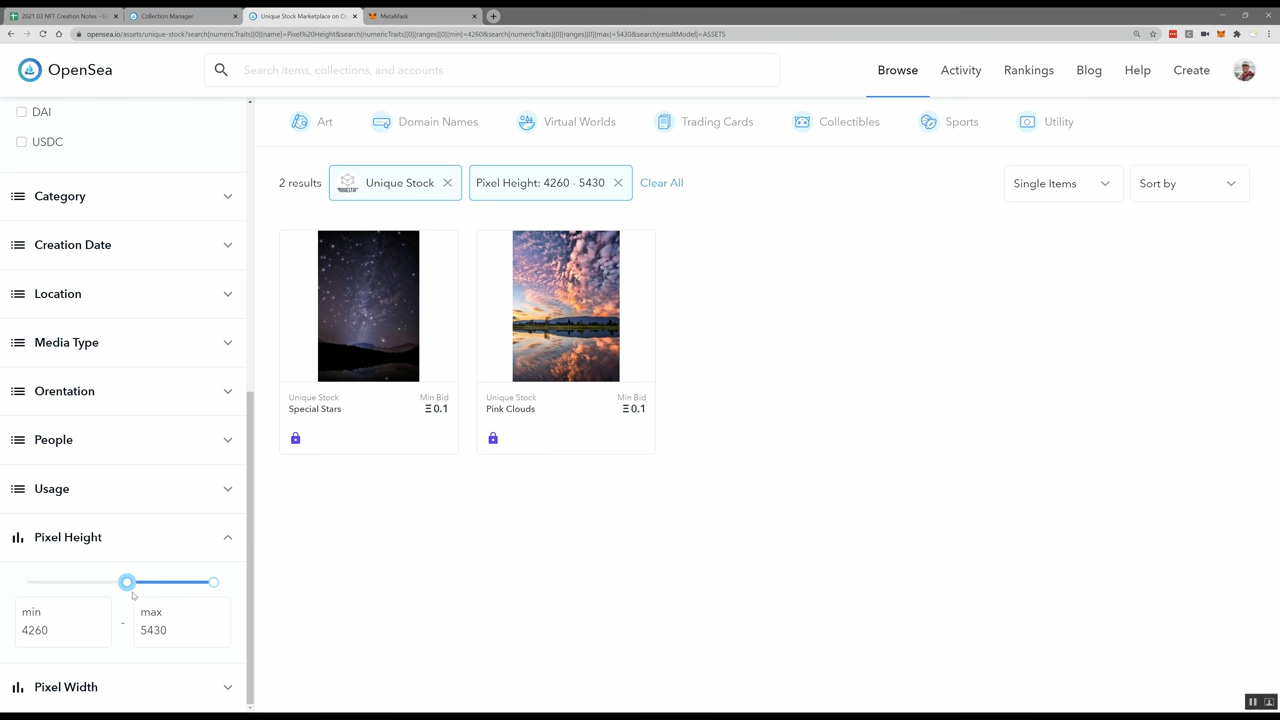 2021 03 NFT Creation Notes - G
Collection Manager
Unique Stock Marketplace on Op
MetaMask
opensea.io/assets/unique-stock?search[numericTraits][0][name]=Pixel%20Height&search[numericTraits][0][ranges][0][min]=4260&search[numericTraits][0][ranges][0][max]=5430&search[resultModel]=ASSETS
OpenSea
Search items, collections, and accounts
Browse
Activity
Rankings
Blog
Help
Create
DAI
USDC
Category
Creation Date
Location
Media Type
Orentation
People
Usage
Pixel Height
min
4260
-
max
5430
Pixel Width
Art
Domain Names
Virtual Worlds
Trading Cards
Collectibles
Sports
Utility
2 results
Unique Stock
Pixel Height: 4260 - 5430
Clear All
Single Items
Sort by
Unique Stock
Min Bid
Special Stars
0.1
Unique Stock
Min Bid
Pink Clouds
0.1